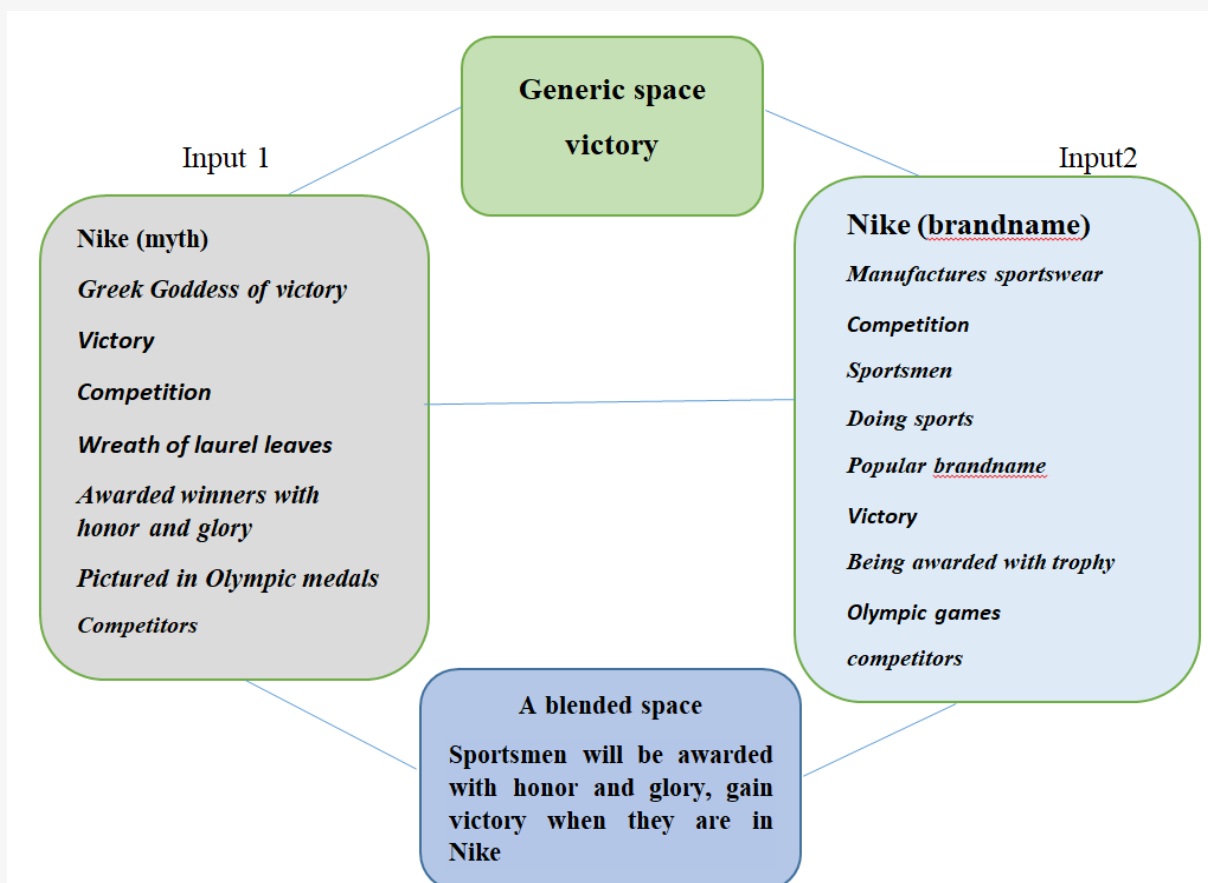 Generic space
victory
Input 1
Input2
Nike (myth)
Greek Goddess of victory
Victory
Competition
Wreath of laurel leaves
Awarded winners with
honor and glory
Pictured in Olympic medals
Competitors
Nike (brandname)
Manufactures sportswear
Competition
Sportsmen
Doing sports
Popular brandname
Victory
Being awarded with trophy
Olympic games
competitors
A blended space
Sportsmen will be awarded
with honor and glory, gain
victory when they are in
Nike